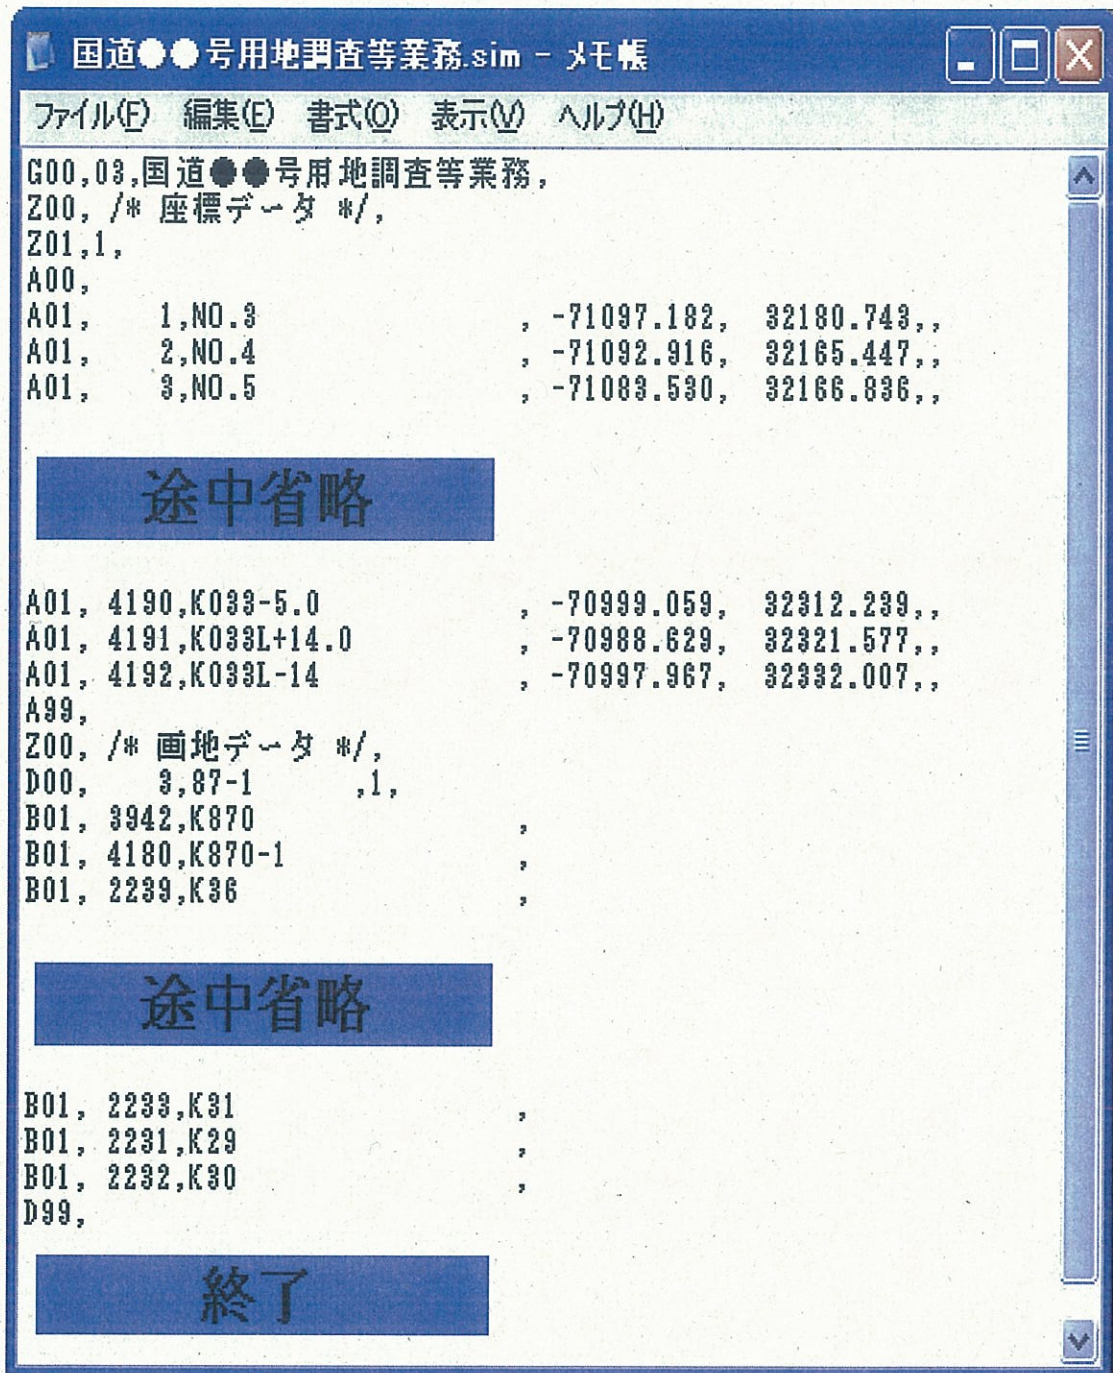 国道●●号用地調査等業務.sim - メモ帳
ファイル(F) 編集(E) 書式(O) 表示(V) ヘルプ(H)
G00,03,国道●●号用地調査等業務,
Z00, /* 座標データ */,
Z01,1,
A00,
A01,    1,NO.3                , -71097.182,  32180.743,,
A01,    2,NO.4                , -71092.916,  32165.447,,
A01,    3,NO.5                , -71083.530,  32166.836,,
途中省略
A01, 4190,K033-5.0            , -70999.059,  32312.239,,
A01, 4191,K033L+14.0          , -70988.629,  32321.577,,
A01, 4192,K033L-14            , -70997.967,  32332.007,,
A99,
Z00, /* 画地データ */,
D00,    3,87-1      ,1,
B01, 3942,K870                ,
B01, 4180,K870-1              ,
B01, 2239,K36                 ,
途中省略
B01, 2233,K31                 ,
B01, 2231,K29                 ,
B01, 2232,K30                 ,
D99,
終了